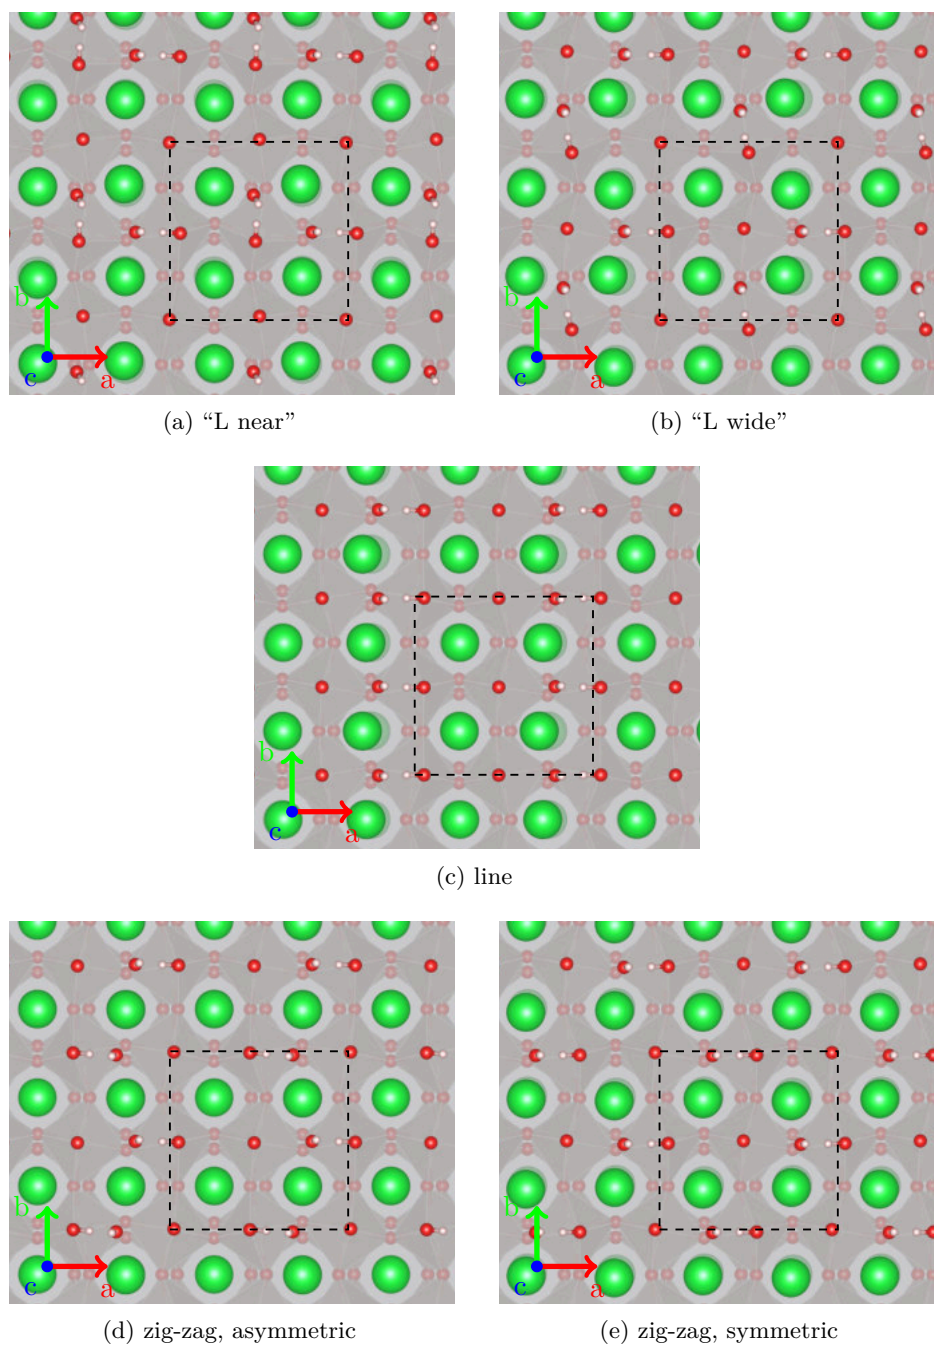 b
c
a
b
c
a
(a) “L near”
(b) “L wide”
b
c
a
(c) line
b
c
a
b
c
a
(d) zig-zag, asymmetric
(e) zig-zag, symmetric